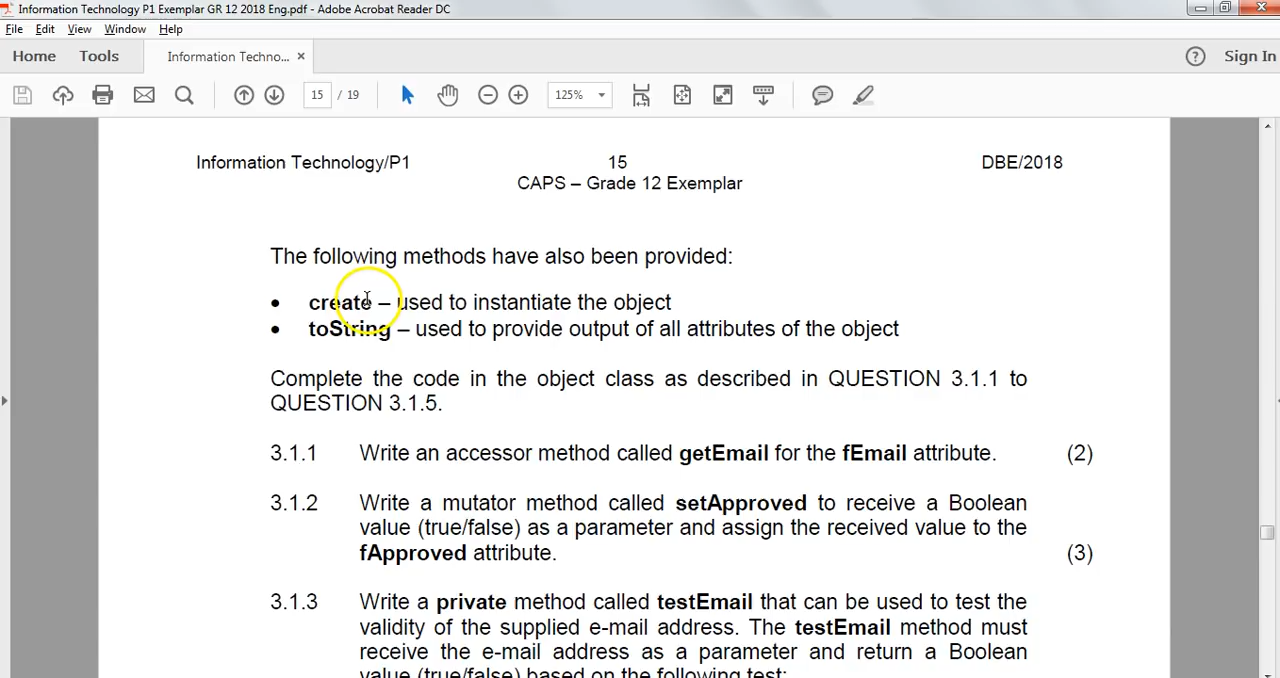 Information Technology P1 Exemplar GR 12 2018 Eng.pdf - Adobe Acrobat Reader DC
File Edit View Window Help
Home Tools Information Techno... × Sign In
15 / 19 125%
Information Technology/P1 15 DBE/2018
CAPS – Grade 12 Exemplar
The following methods have also been provided:
• create – used to instantiate the object
• toString – used to provide output of all attributes of the object
Complete the code in the object class as described in QUESTION 3.1.1 to
QUESTION 3.1.5.
3.1.1 Write an accessor method called getEmail for the fEmail attribute. (2)
3.1.2 Write a mutator method called setApproved to receive a Boolean
value (true/false) as a parameter and assign the received value to the
fApproved attribute. (3)
3.1.3 Write a private method called testEmail that can be used to test the
validity of the supplied e-mail address. The testEmail method must
receive the e-mail address as a parameter and return a Boolean
value (true/false) based on the following test: